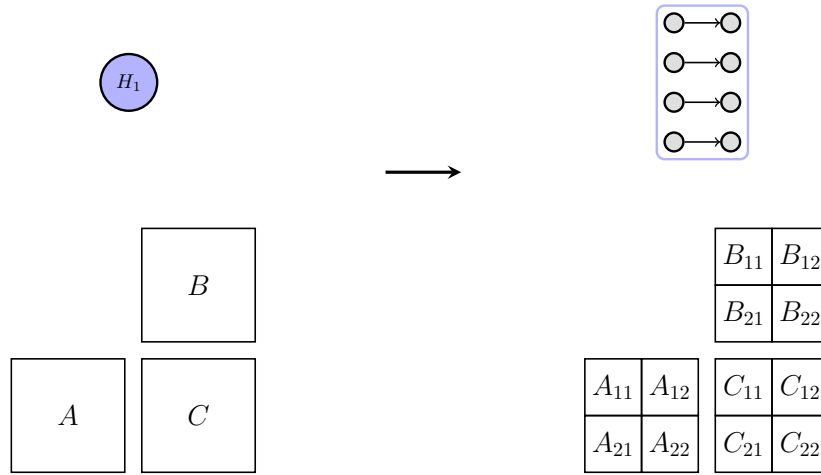 H₁
B
A C
B₁₁ B₁₂
B₂₁ B₂₂
A₁₁ A₁₂ C₁₁ C₁₂
A₂₁ A₂₂ C₂₁ C₂₂